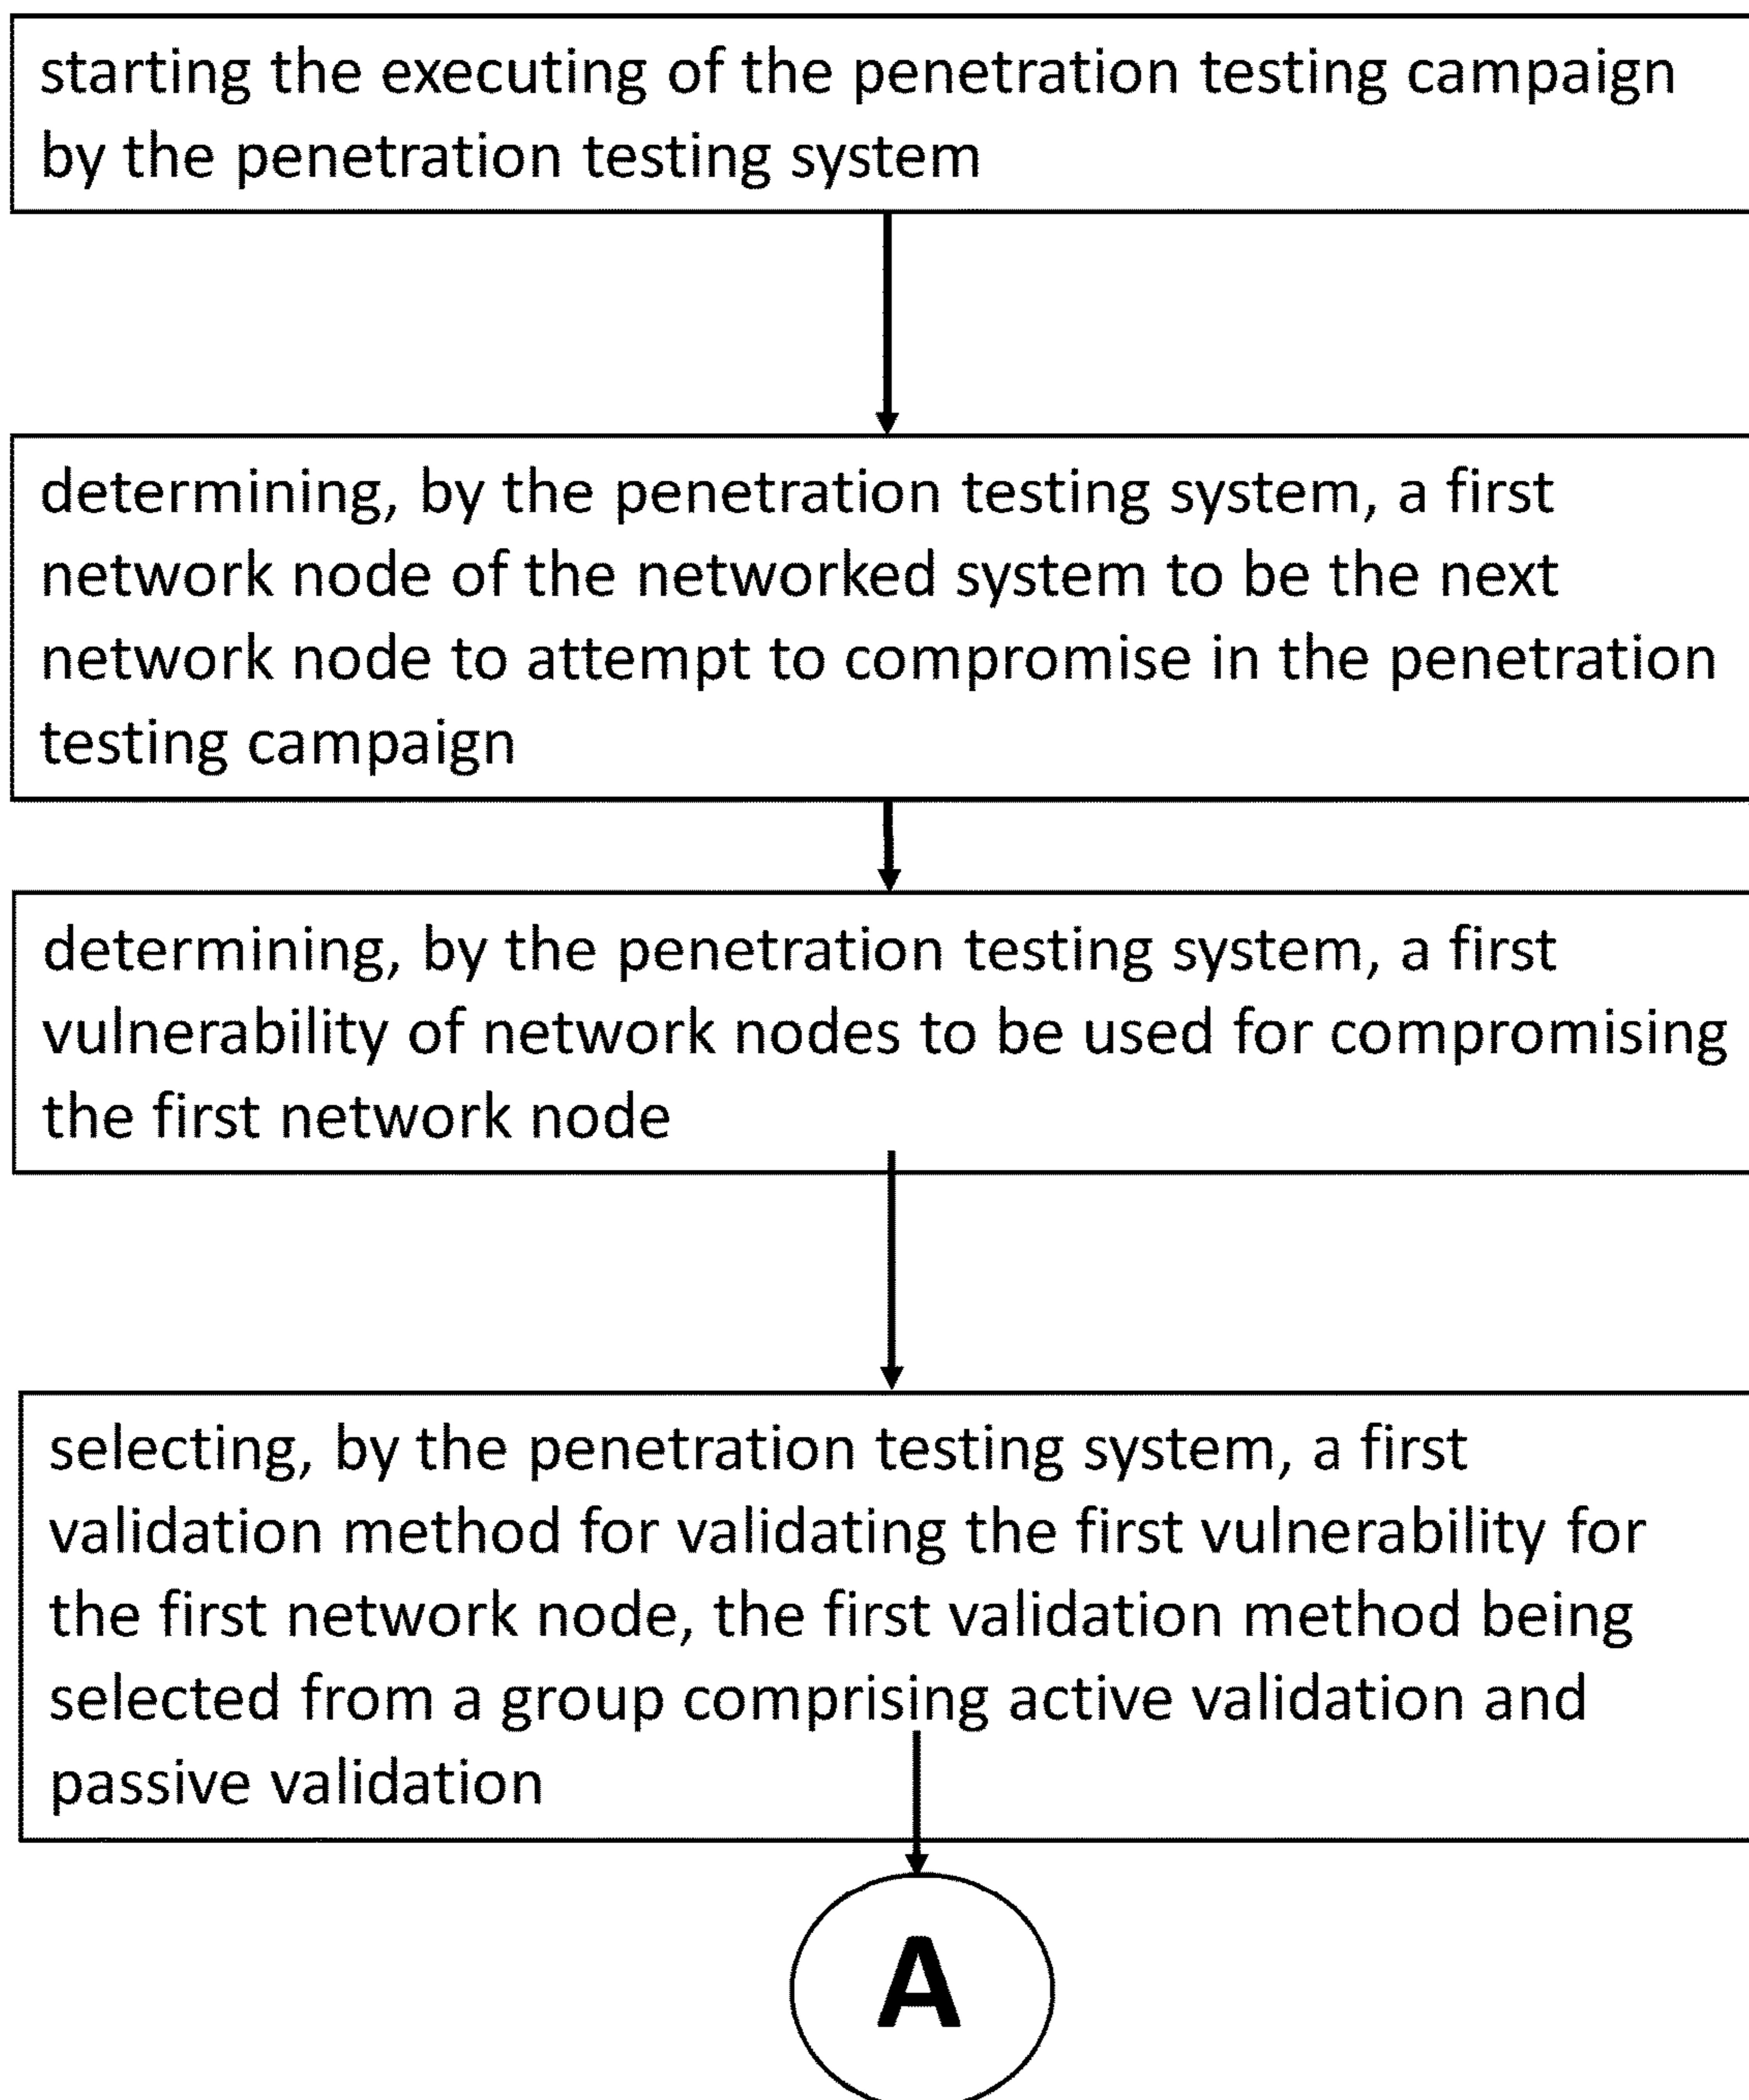 starting the executing of the penetration testing campaign
by the penetration testing system
determining, by the penetration testing system, a first
network node of the networked system to be the next
network node to attempt to compromise in the penetration
testing campaign
determining, by the penetration testing system, a first
vulnerability of network nodes to be used for compromising
the first network node
selecting, by the penetration testing system, a first
validation method for validating the first vulnerability for
the first network node, the first validation method being
selected from a group comprising active validation and
passive validation
A